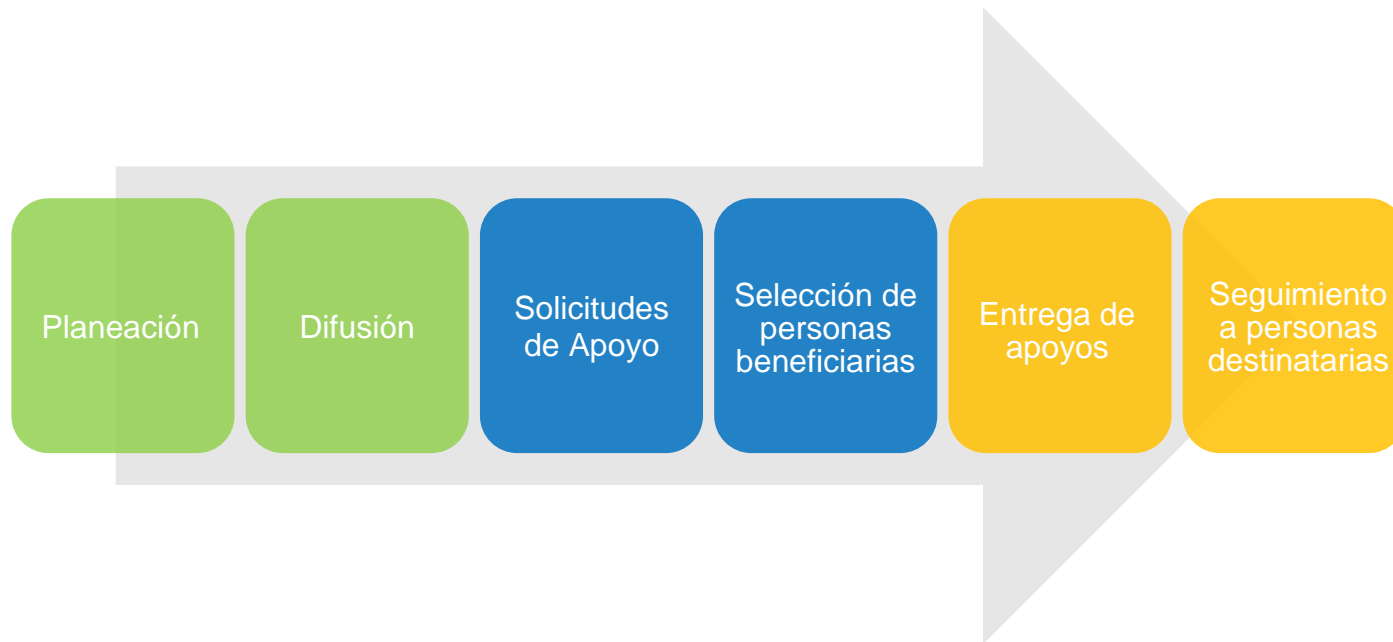 Planeación
Difusión
Solicitudes
de Apoyo
Selección de
personas
beneficiarias
Entrega de
apoyos
Seguimiento
a personas
destinatarias